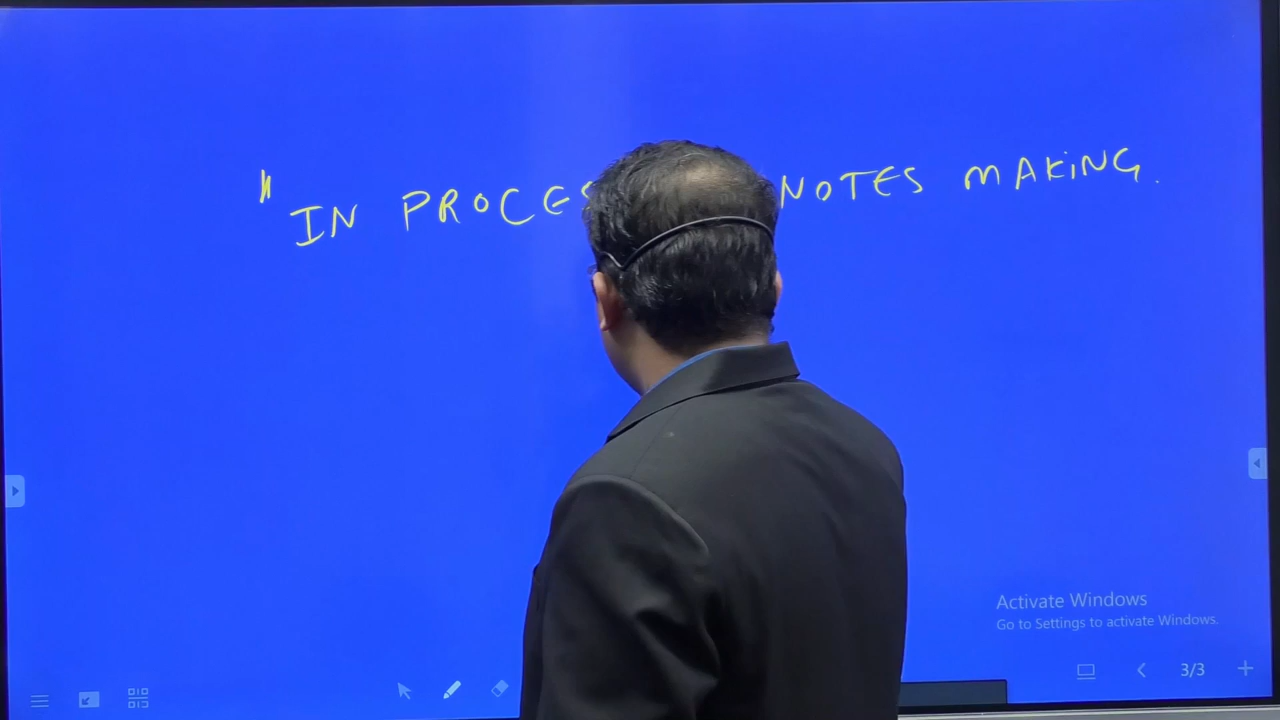 " IN PROCES NOTES MAKING.
Activate Windows
Go to Settings to activate Windows.
3/3